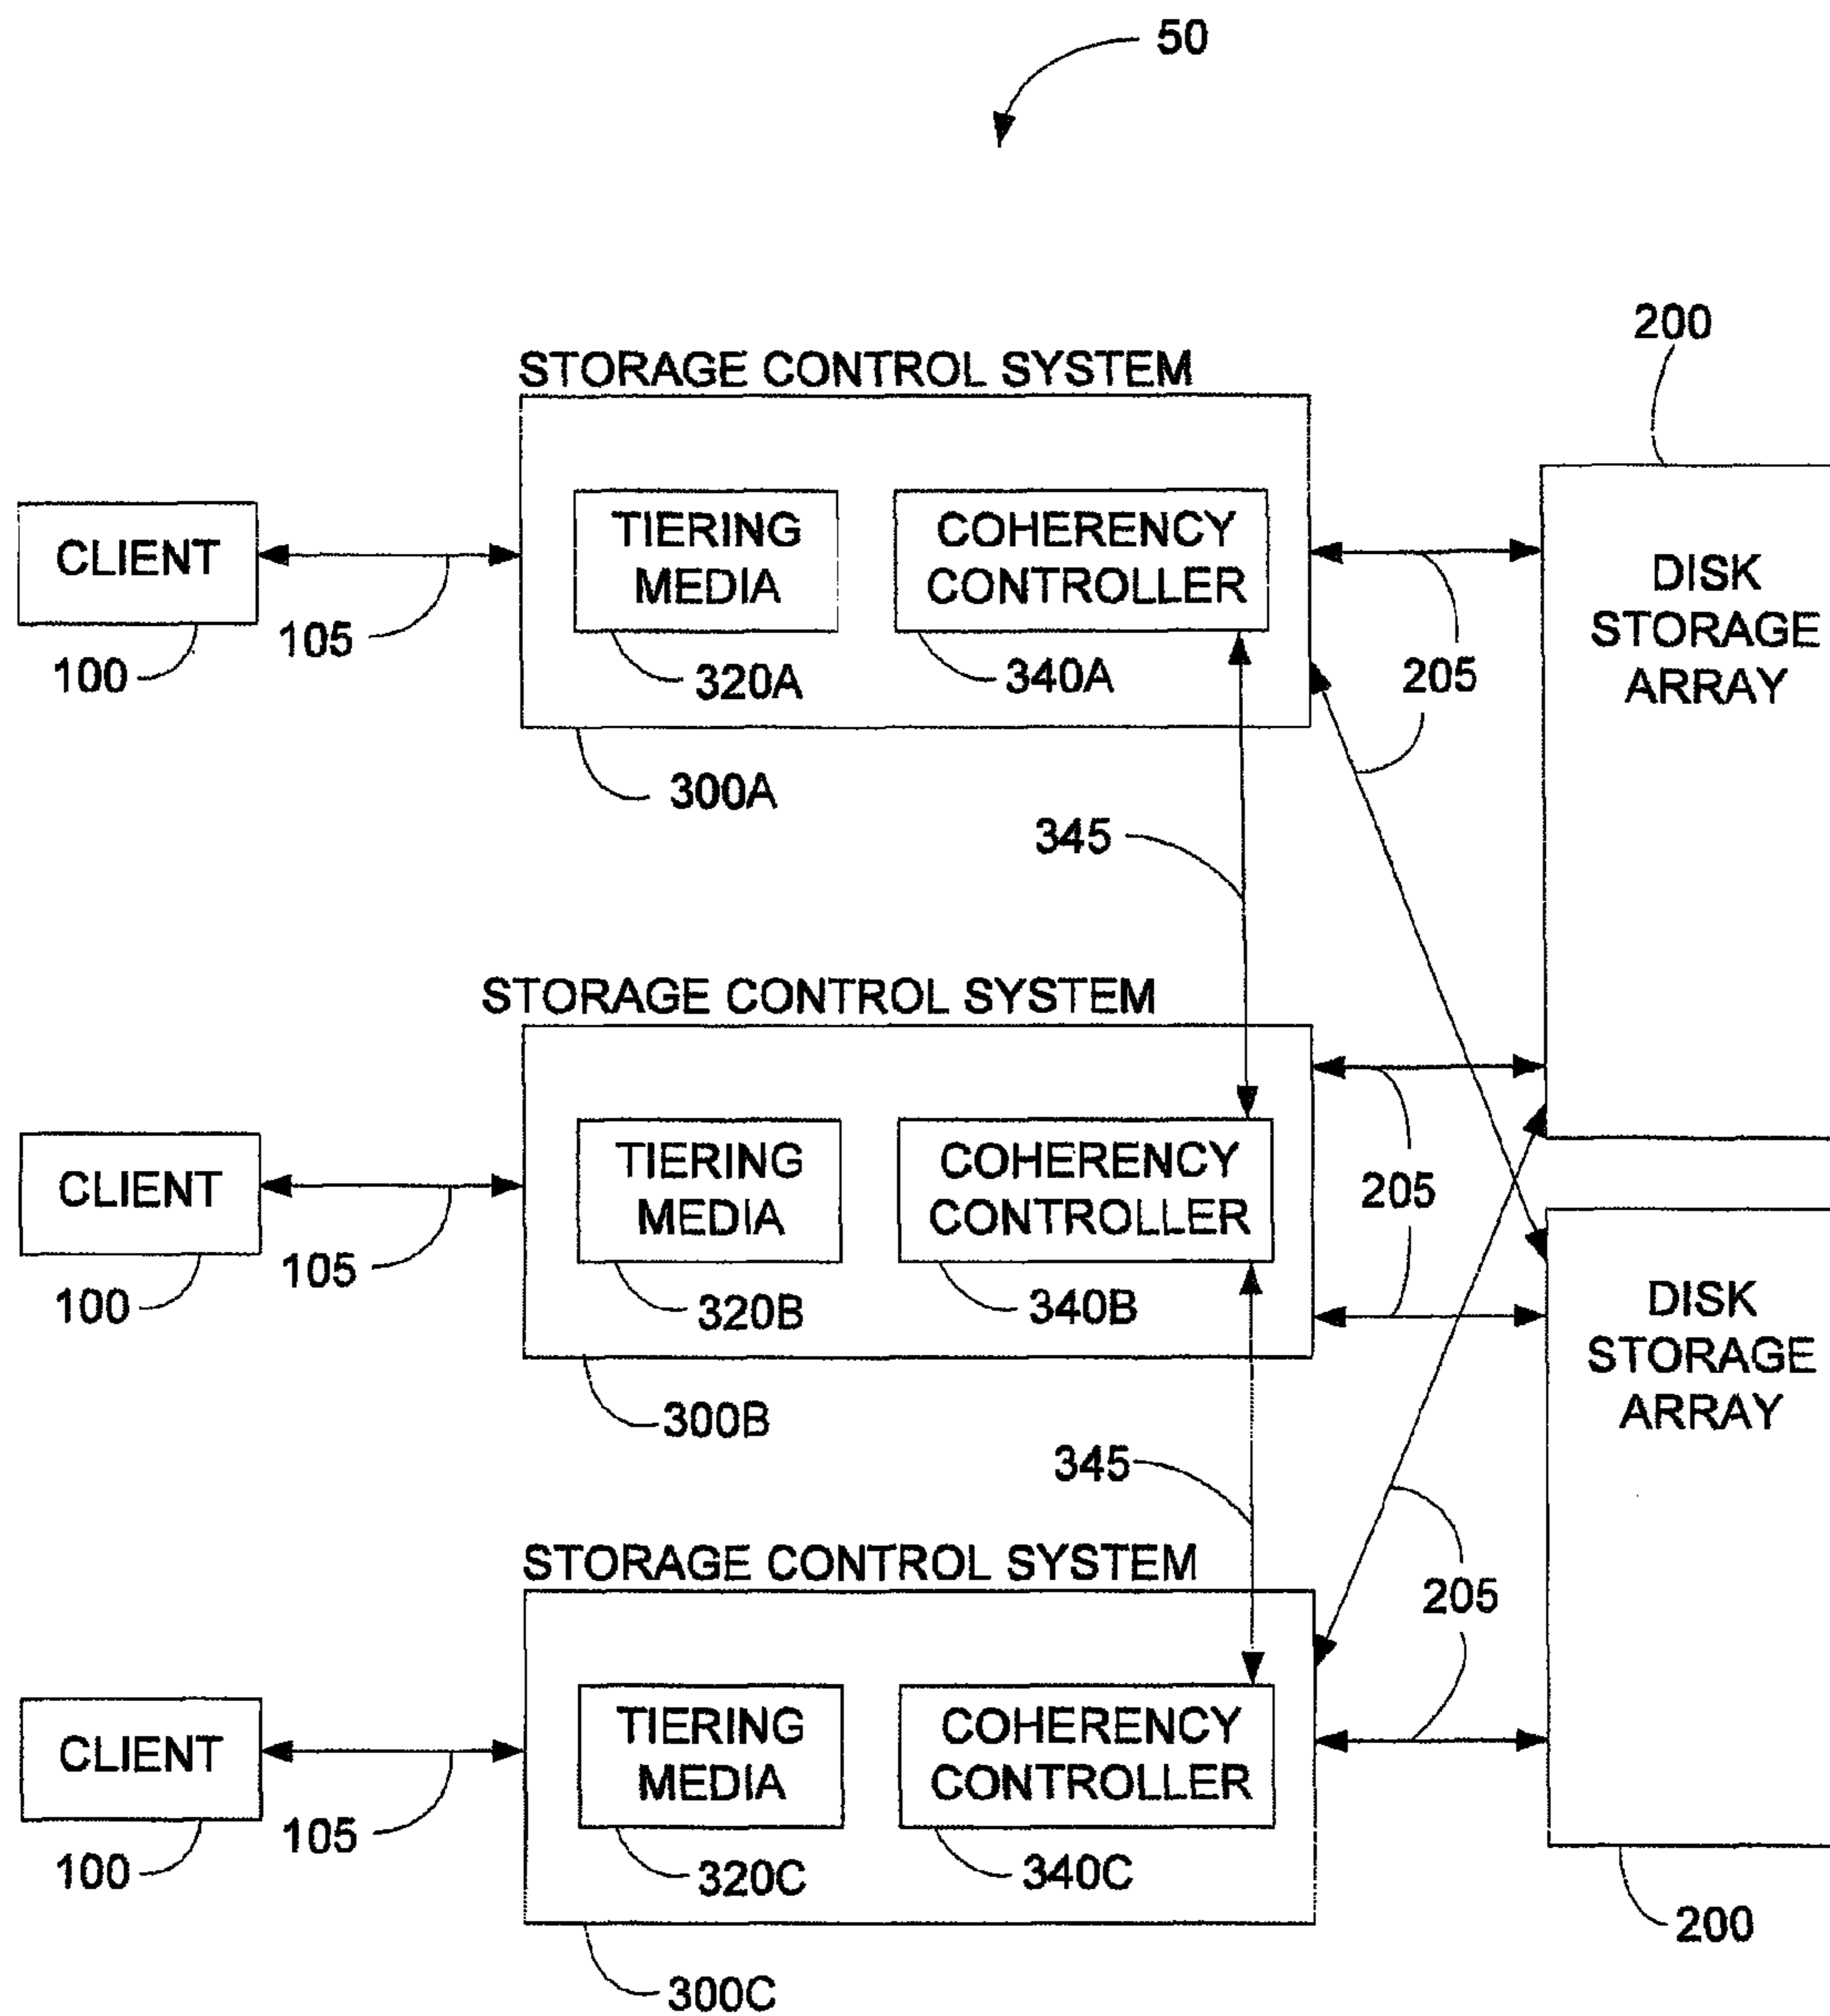 50
200
STORAGE CONTROL SYSTEM
CLIENT
105
100
TIERING
MEDIA
320A
COHERENCY
CONTROLLER
340A
300A
205
205
DISK
STORAGE
ARRAY
345
STORAGE CONTROL SYSTEM
CLIENT
105
100
TIERING
MEDIA
320B
COHERENCY
CONTROLLER
340B
300B
205
DISK
STORAGE
ARRAY
345
STORAGE CONTROL SYSTEM
CLIENT
105
100
TIERING
MEDIA
320C
COHERENCY
CONTROLLER
340C
300C
200